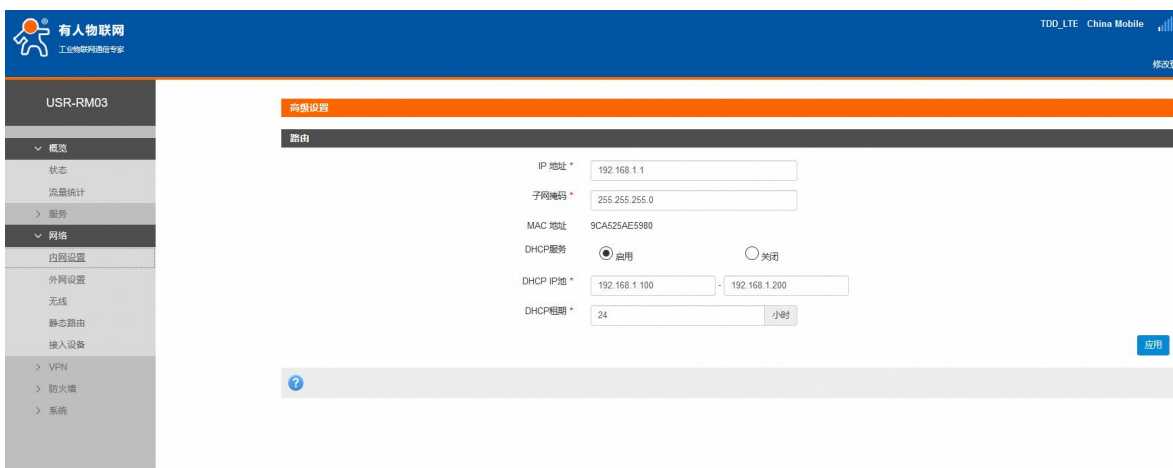 有人物联网
工业物联网通信专家
TDD_LTE China Mobile
USR-RM03
高级设置
概览
状态
流量统计
服务
网络
内网设置
外网设置
无线
静态路由
接入设备
VPN
防火墙
系统
路由
IP 地址 * 192.168.1.1
子网掩码 * 255.255.255.0
MAC 地址 9CA525AE5980
DHCP服务 启用 关闭
DHCP IP池 * 192.168.1.100 - 192.168.1.200
DHCP租期 * 24 小时
应用